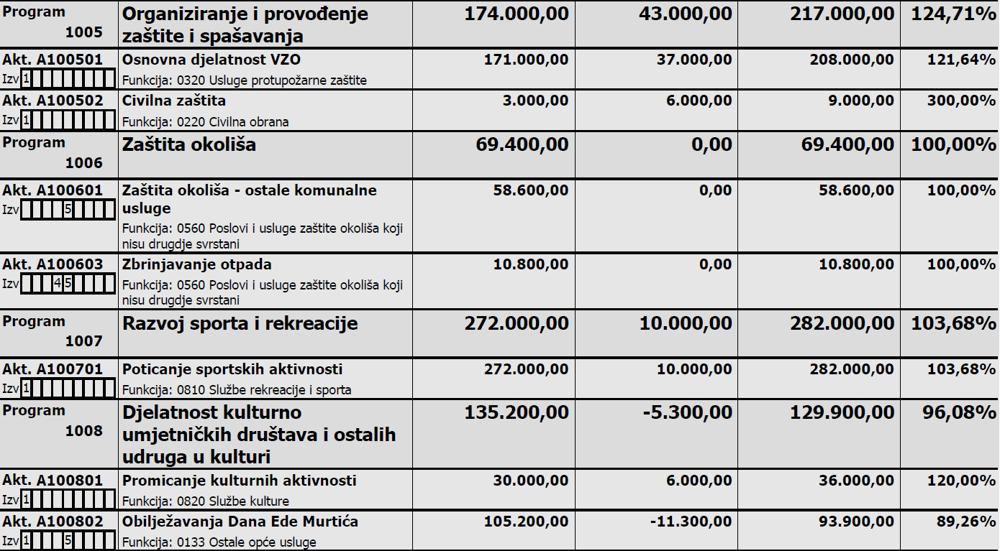 Program Organiziranje i provođenje 174.000,00 43.000,00 217.000,00 124,71%
1005 zaštite i spašavanja
Akt. A100501 Osnovna djelatnost VZO 171.000,00 37.000,00 208.000,00 121,64%
Izv 1 Funkcija: 0320 Usluge protupožarne zaštite
Akt. A100502 Civilna zaštita 3.000,00 6.000,00 9.000,00 300,00%
Izv 1 Funkcija: 0220 Civilna obrana
Program Zaštita okoliša 69.400,00 0,00 69.400,00 100,00%
1006
Akt. A100601 Zaštita okoliša - ostale komunalne 58.600,00 0,00 58.600,00 100,00%
Izv 5 usluge
Funkcija: 0560 Poslovi i usluge zaštite okoliša koji
nisu drugdje svrstani
Akt. A100603 Zbrinjavanje otpada 10.800,00 0,00 10.800,00 100,00%
Izv 4 5 Funkcija: 0560 Poslovi i usluge zaštite okoliša koji
nisu drugdje svrstani
Program Razvoj sporta i rekreacije 272.000,00 10.000,00 282.000,00 103,68%
1007
Akt. A100701 Poticanje sportskih aktivnosti 272.000,00 10.000,00 282.000,00 103,68%
Izv 1 Funkcija: 0810 Službe rekreacije i sporta
Program Djelatnost kulturno 135.200,00 -5.300,00 129.900,00 96,08%
1008 umjetničkih društava i ostalih
udruga u kulturi
Akt. A100801 Promicanje kulturnih aktivnosti 30.000,00 6.000,00 36.000,00 120,00%
Izv 1 Funkcija: 0820 Službe kulture
Akt. A100802 Obilježavanja Dana Ede Murtića 105.200,00 -11.300,00 93.900,00 89,26%
Izv 1 5 Funkcija: 0133 Ostale opće usluge